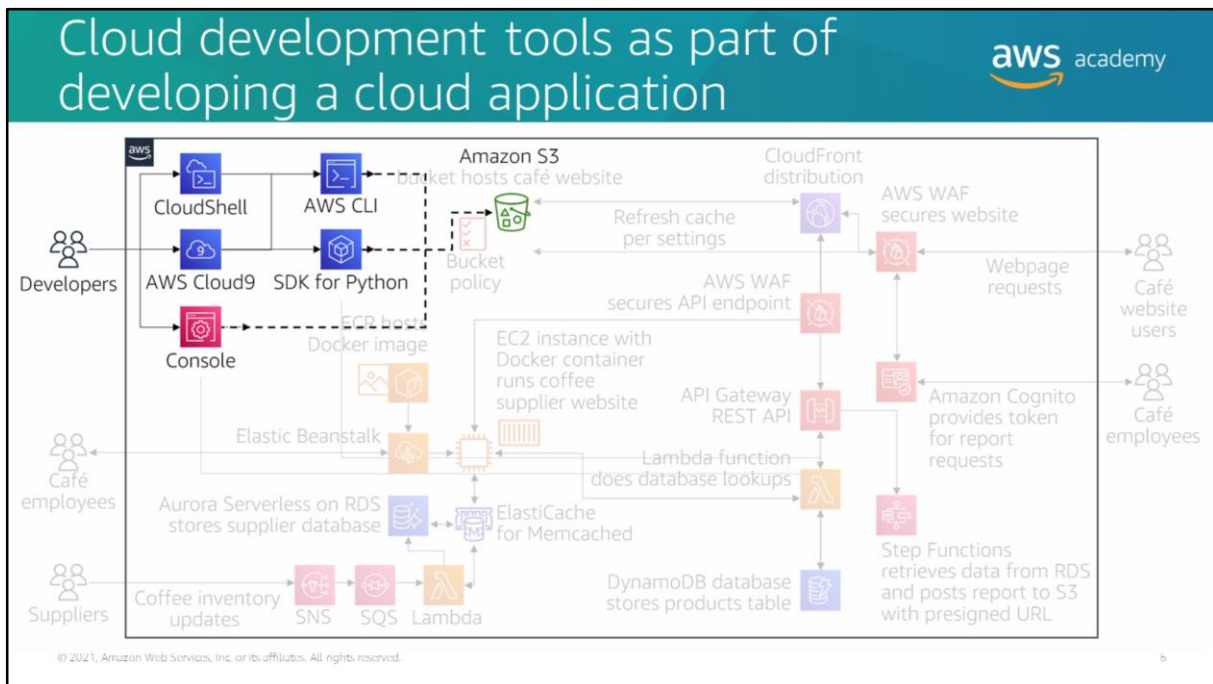 Cloud development tools as part of
developing a cloud application
aws academy
aws
CloudShell
AWS CLI
Developers
AWS Cloud9
SDK for Python
Console
Amazon S3
bucket hosts café website
Bucket
policy
Refresh cache
per settings
CloudFront
distribution
AWS WAF
secures website
Webpage
requests
Café
website
users
AWS WAF
secures API endpoint
ECR hosts
Docker image
EC2 instance with
Docker container
runs coffee
supplier website
API Gateway
REST API
Amazon Cognito
provides token
for report
requests
Café
employees
Elastic Beanstalk
Café
employees
Lambda function
does database lookups
Aurora Serverless on RDS
stores supplier database
ElastiCache
for Memcached
Step Functions
retrieves data from RDS
and posts report to S3
with presigned URL
DynamoDB database
stores products table
Suppliers
Coffee inventory
updates
SNS
SQS
Lambda
© 2021, Amazon Web Services, Inc. or its affiliates. All rights reserved.
6